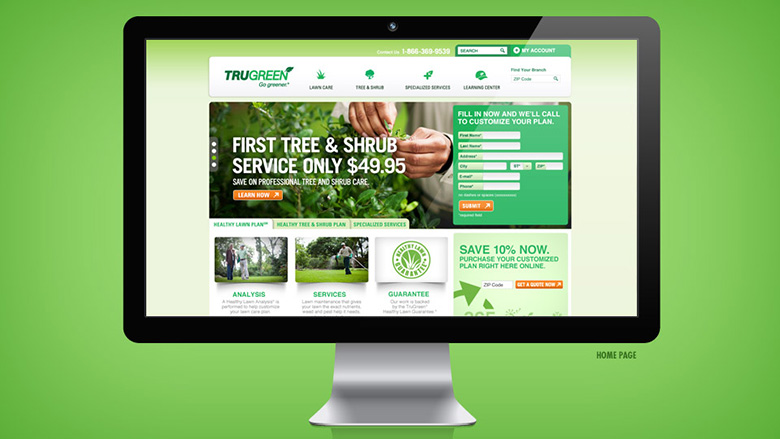 Contact Us 1-866-369-9539
SEARCH
MY ACCOUNT
TRUGREEN
Go greener.®
LAWN CARE
TREE & SHRUB
SPECIALIZED SERVICES
LEARNING CENTER
Find Your Branch
ZIP Code
FIRST TREE & SHRUB
SERVICE ONLY $49.95
SAVE ON PROFESSIONAL TREE AND SHRUB CARE.
LEARN HOW
FILL IN NOW AND WE'LL CALL
TO CUSTOMIZE YOUR PLAN.
First Name*
Last Name*
Address*
City
ST*
ZIP*
E-mail*
Phone*
SUBMIT
*required field
HEALTHY LAWN PLAN℠
HEALTHY TREE & SHRUB PLAN
SPECIALIZED SERVICES
HEALTHY LAWN
GUARANTEE
ANALYSIS
A Healthy Lawn Analysis® is
performed to help customize
your lawn care plan
SERVICES
Lawn maintenance that gives
your lawn the exact nutrients,
weed and pest help it needs.
GUARANTEE
Our work is backed
by the TruGreen®
Healthy Lawn Guarantee.®
SAVE 10% NOW.
PURCHASE YOUR CUSTOMIZED
PLAN RIGHT HERE ONLINE.
ZIP Code
GET A QUOTE NOW
HOME PAGE